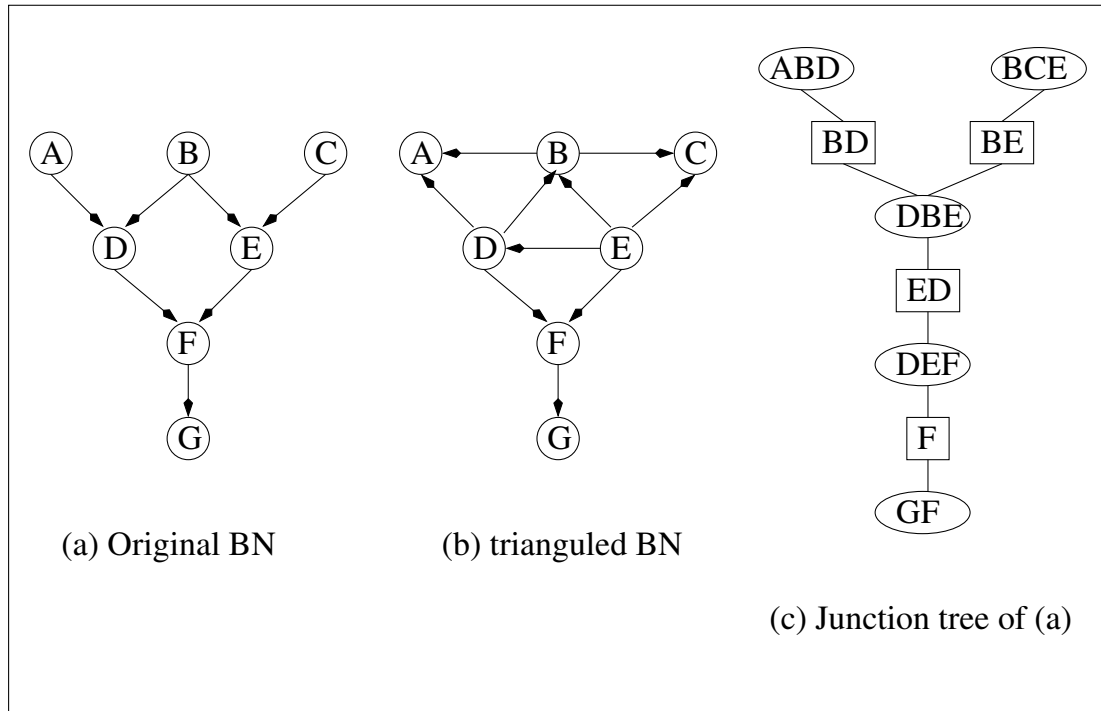 A B C
D E
F
G
(a) Original BN
A B C
D E
F
G
(b) trianguled BN
ABD BCE
BD BE
DBE
ED
DEF
F
GF
(c) Junction tree of (a)